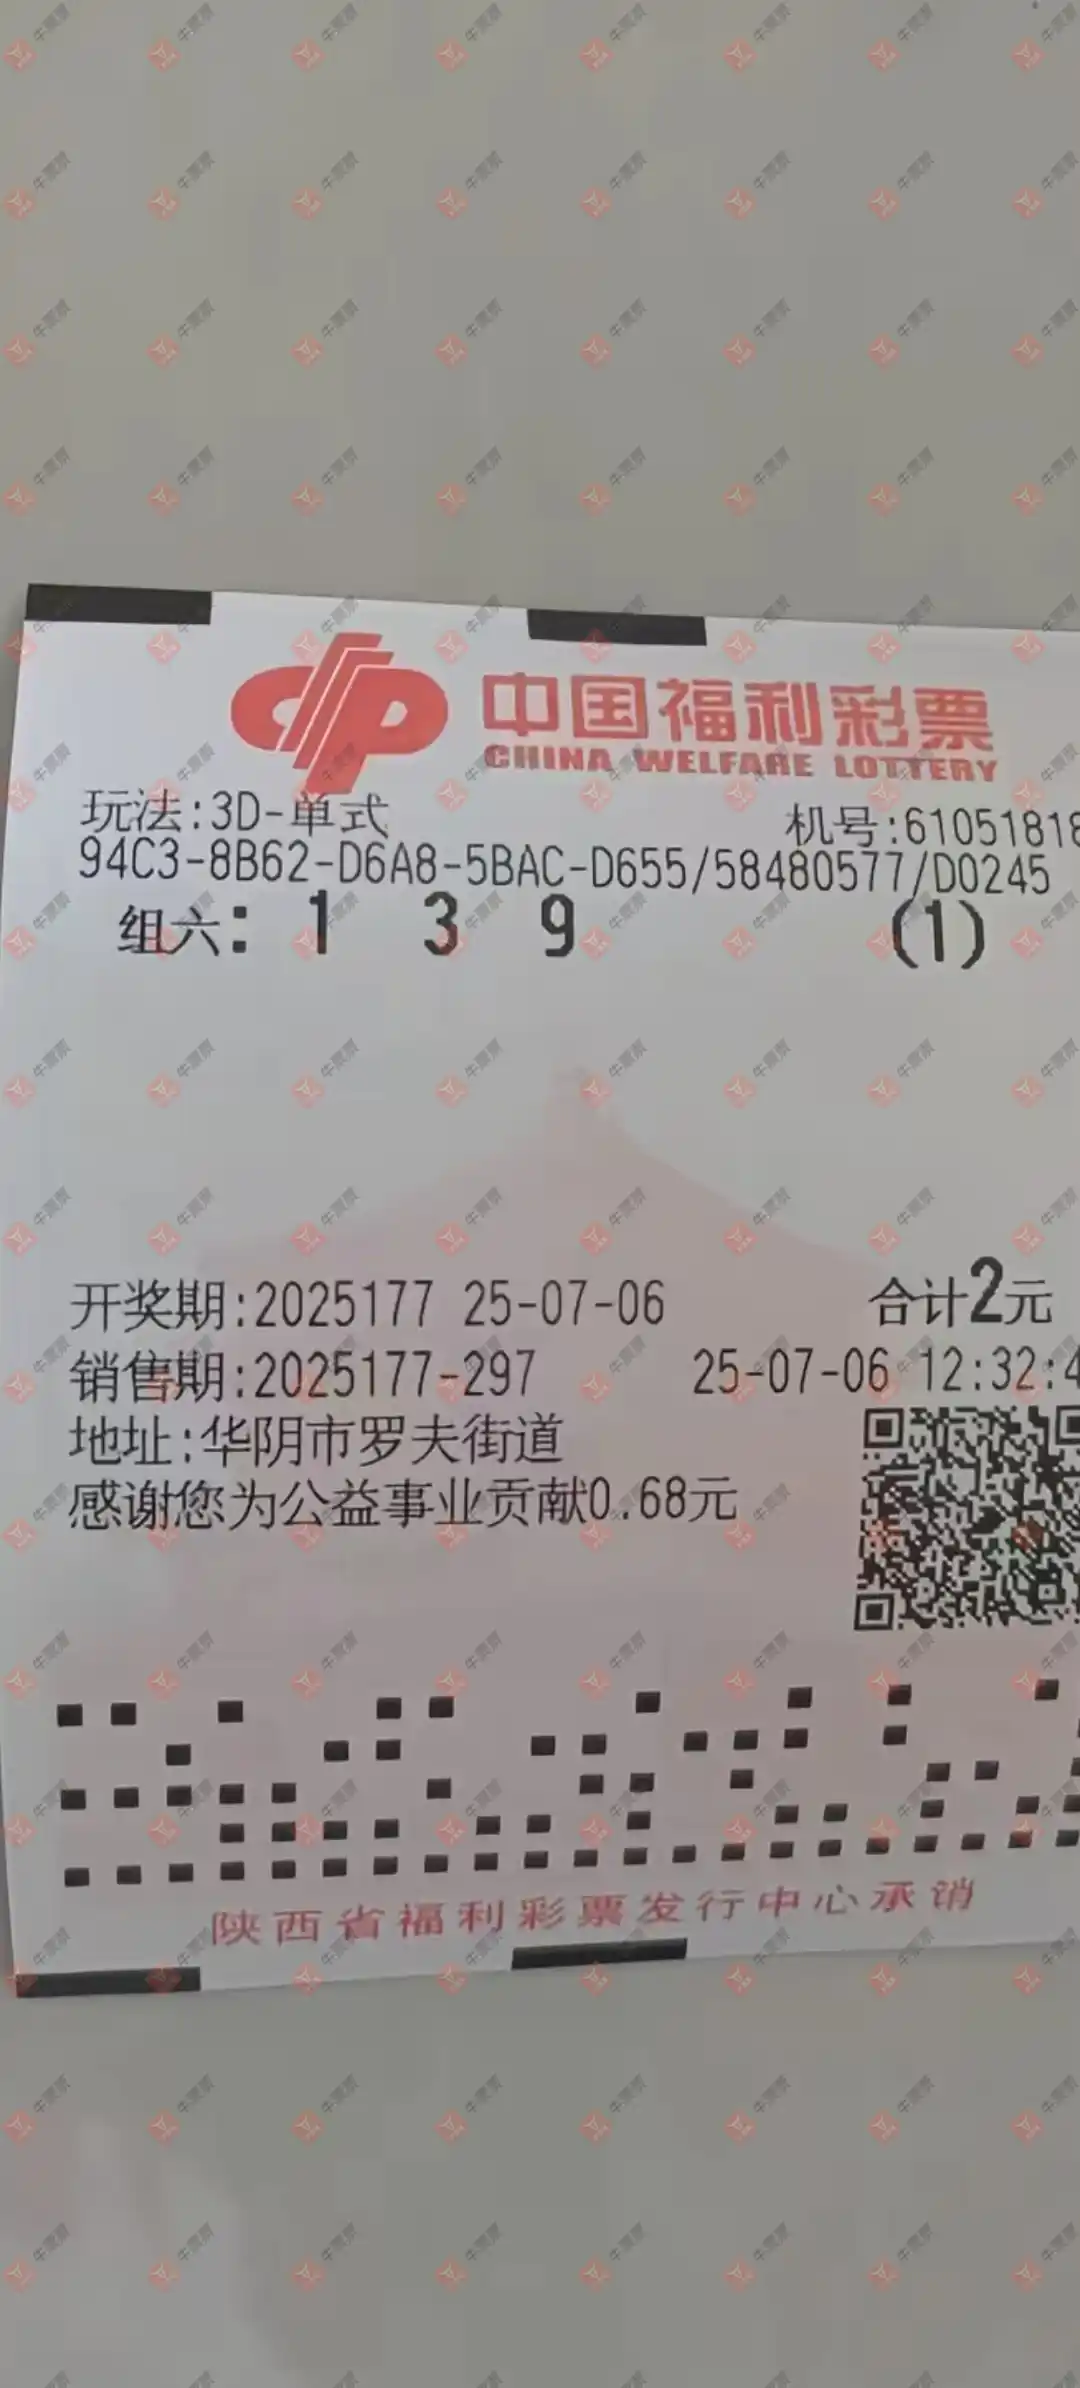 中国福利彩票
CHINA WELFARE LOTTERY
玩法:3D-单式 机号:61051818
94C3-8B62-D6A8-5BAC-D655/58480577/D0245
组六: 1 3 9 (1)
开奖期:2025177 25-07-06 合计2元
销售期:2025177-297 25-07-06 12:32:4
地址:华阴市罗夫街道
感谢您为公益事业贡献0.68元
陕西省福利彩票发行中心承销